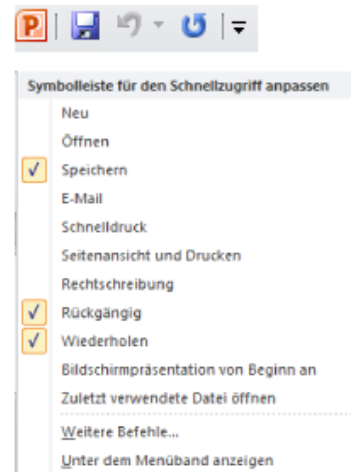 P
Symbolleiste für den Schnellzugriff anpassen
Neu
Öffnen
Speichern
E-Mail
Schnelldruck
Seitenansicht und Drucken
Rechtschreibung
Rückgängig
Wiederholen
Bildschirmpräsentation von Beginn an
Zuletzt verwendete Datei öffnen
Weitere Befehle...
Unter dem Menüband anzeigen